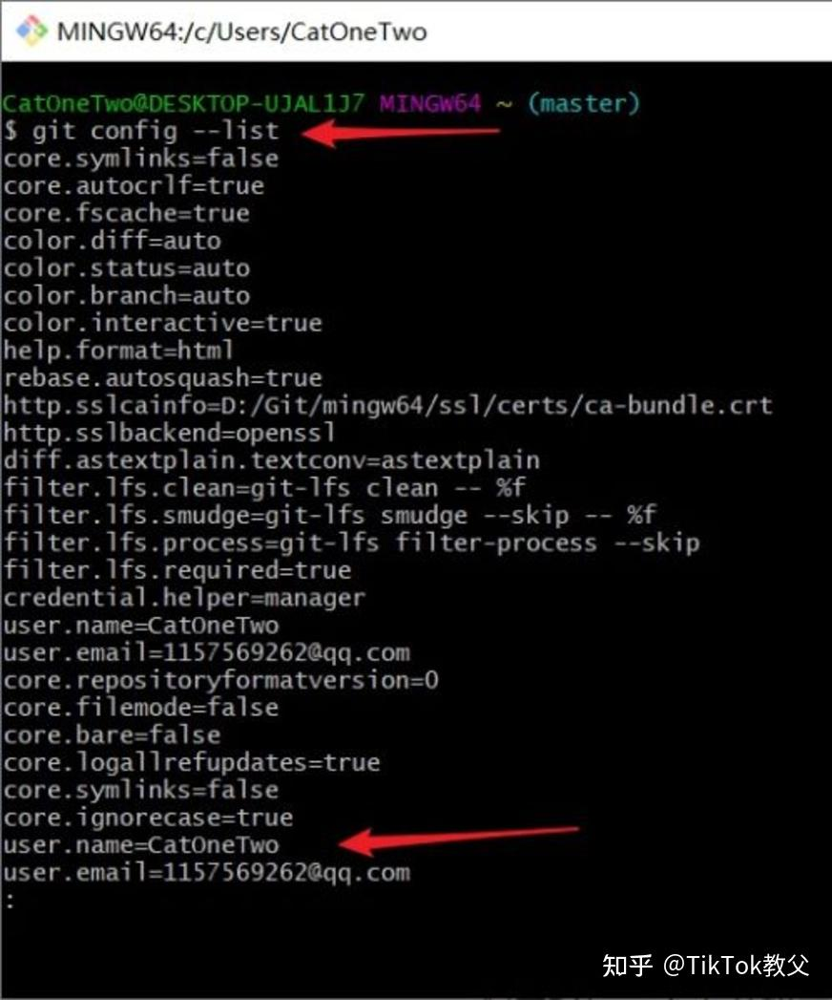 MINGW64:/c/Users/CatOneTwo
CatOneTwo@DESKTOP-UJAL1J7 MINGW64 ~ (master)
$ git config --list
core.symlinks=false
core.autocrlf=true
core.fscache=true
color.diff=auto
color.status=auto
color.branch=auto
color.interactive=true
help.format=html
rebase.autosquash=true
http.sslcainfo=D:/Git/mingw64/ssl/certs/ca-bundle.crt
http.sslbackend=openssl
diff.astextplain.textconv=astextplain
filter.lfs.clean=git-lfs clean -- %f
filter.lfs.smudge=git-lfs smudge --skip -- %f
filter.lfs.process=git-lfs filter-process --skip
filter.lfs.required=true
credential.helper=manager
user.name=CatOneTwo
user.email=1157569262@qq.com
core.repositoryformatversion=0
core.filemode=false
core.bare=false
core.logallrefupdates=true
core.symlinks=false
core.ignorecase=true
user.name=CatOneTwo
user.email=1157569262@qq.com
:
知乎 @TikTok教父